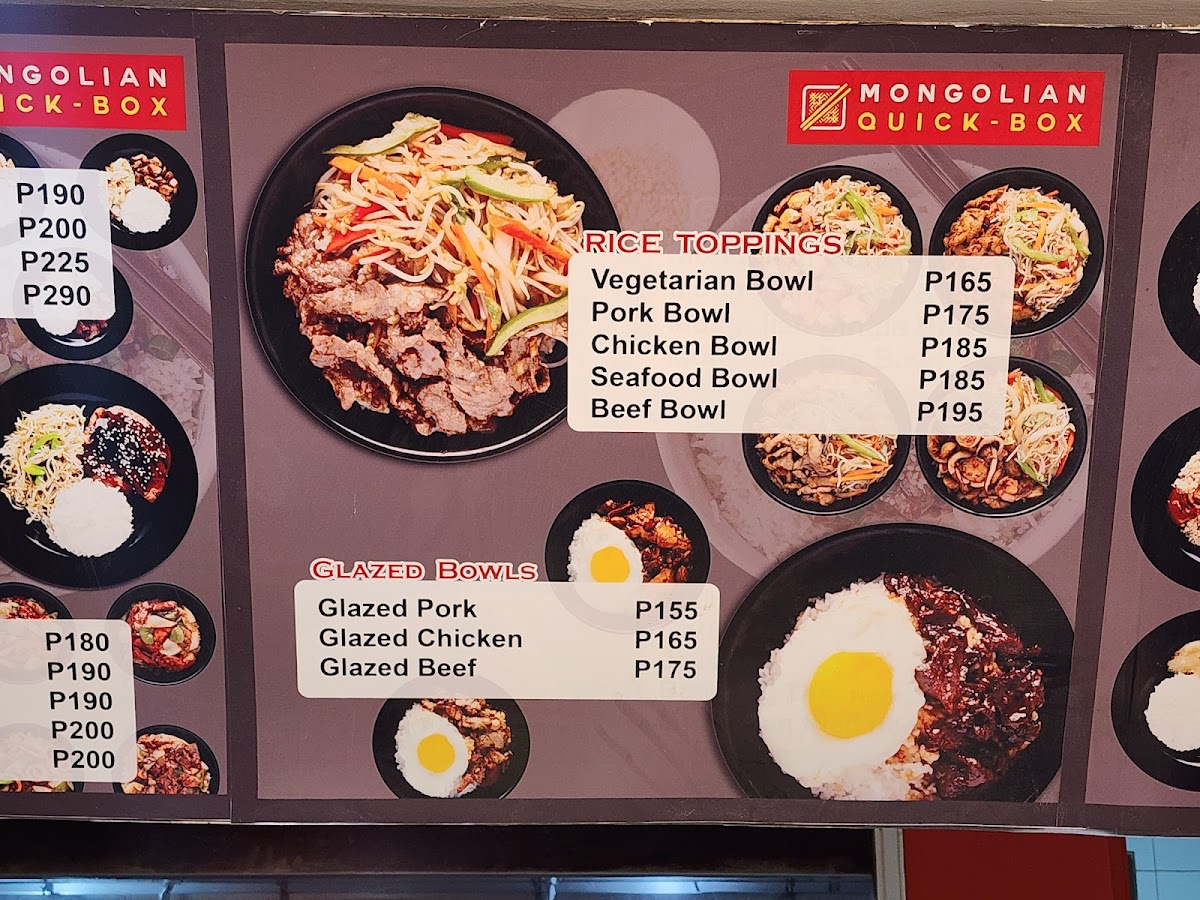 NGOLIAN
ICK-BOX
P190
P200
P225
P290
P180
P190
P190
P200
P200
MONGOLIAN
QUICK-BOX
RICE TOPPINGS
Vegetarian Bowl P165
Pork Bowl P175
Chicken Bowl P185
Seafood Bowl P185
Beef Bowl P195
GLAZED BOWLS
Glazed Pork P155
Glazed Chicken P165
Glazed Beef P175